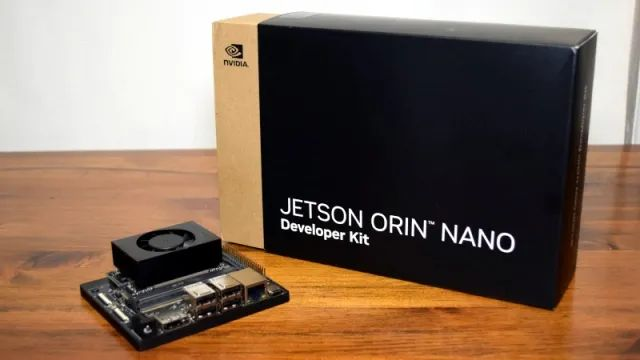 NVIDIA.
JETSON ORIN™ NANO
Developer Kit